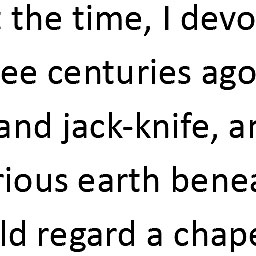 the time, I devo
ee centuries ago
and jack-knife, a
rious earth benea
ld regard a chape